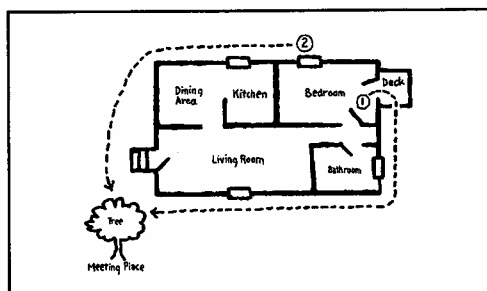 ②
Deck
Dining
Area
Kitchen
Bedroom
①
Living Room
Bathroom
Tree
Meeting Place